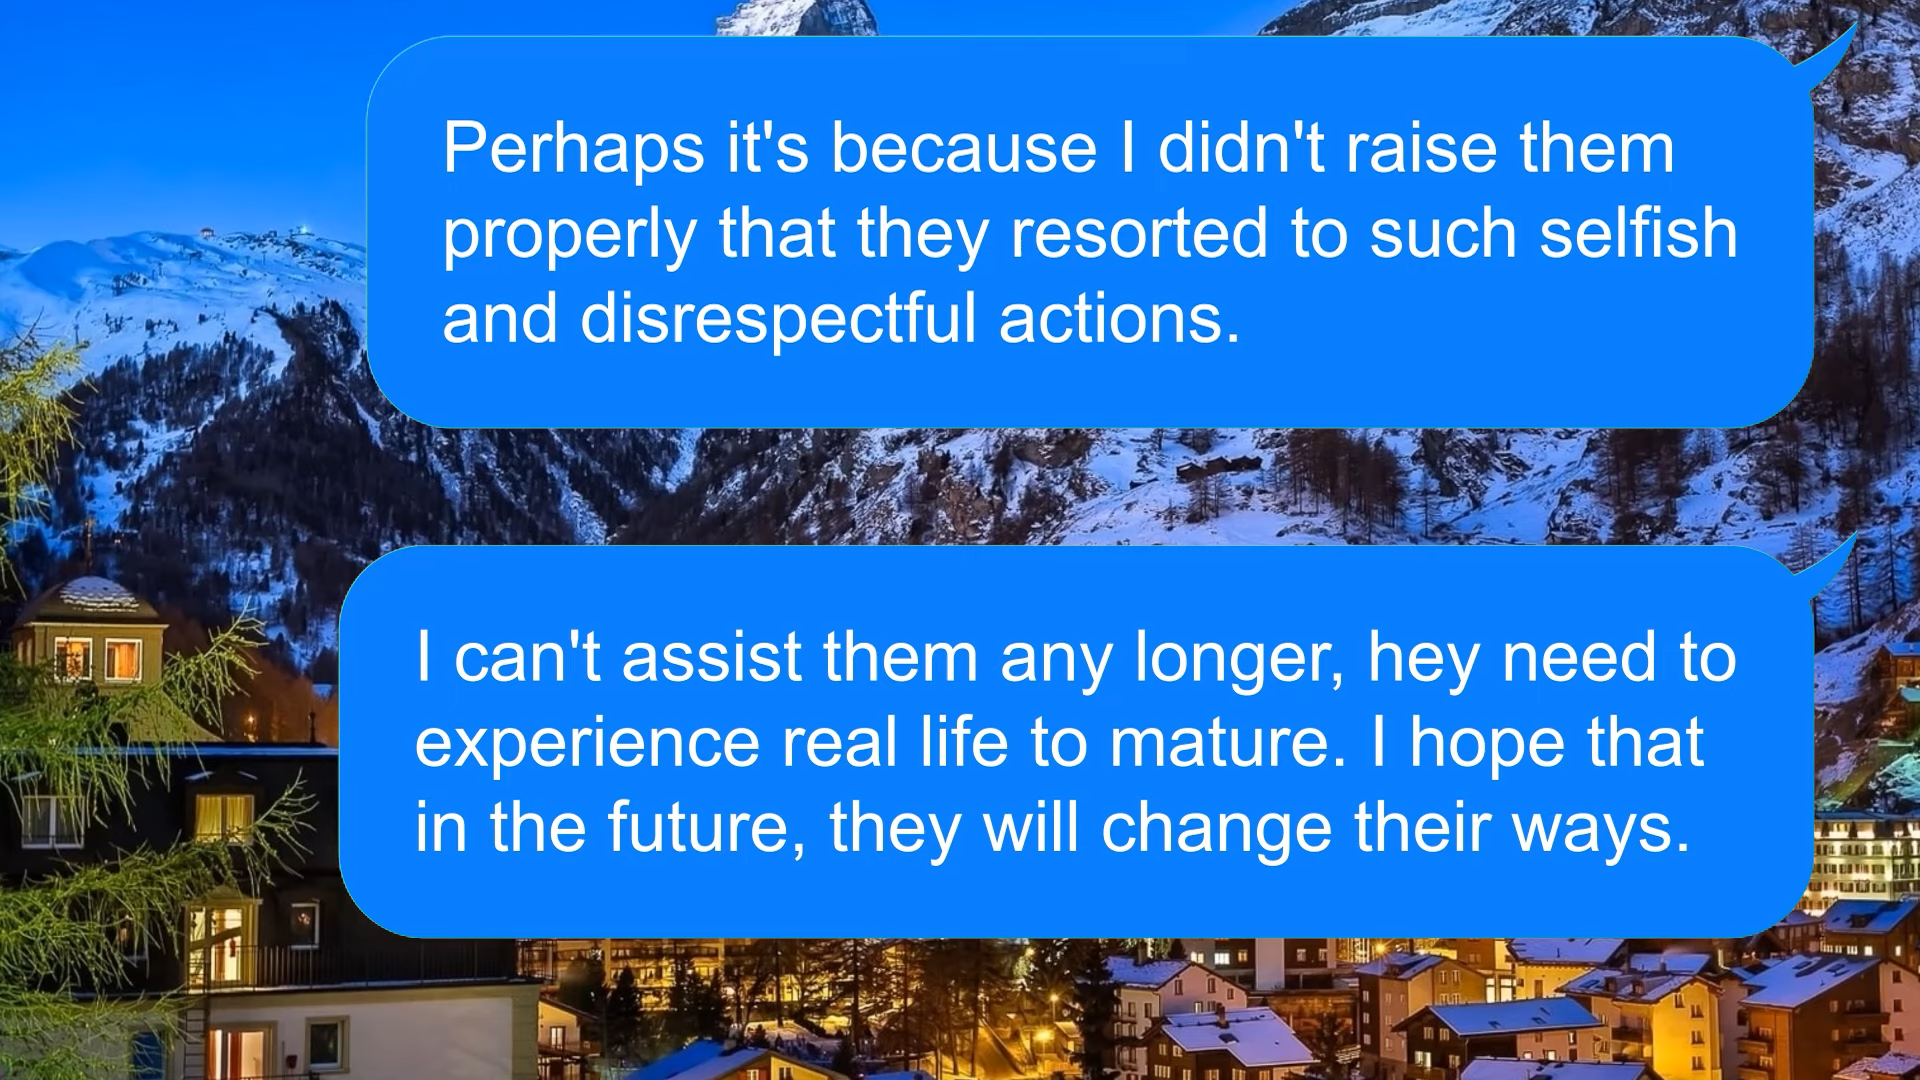 Perhaps it's because I didn't raise them
properly that they resorted to such selfish
and disrespectful actions.
I can't assist them any longer, hey need to
experience real life to mature. I hope that
in the future, they will change their ways.